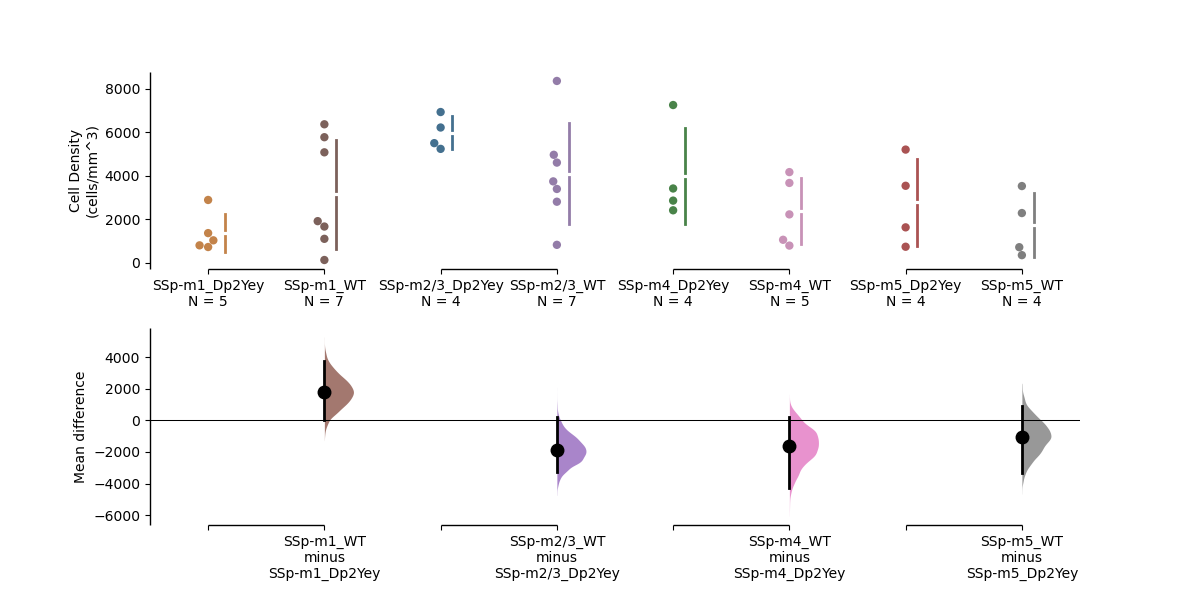 Cell Density
(cells/mm^3)
8000
6000
4000
2000
0
SSp-m1_Dp2Yey
N = 5
SSp-m1_WT
N = 7
SSp-m2/3_Dp2Yey
N = 4
SSp-m2/3_WT
N = 7
SSp-m4_Dp2Yey
N = 4
SSp-m4_WT
N = 5
SSp-m5_Dp2Yey
N = 4
SSp-m5_WT
N = 4
Mean difference
4000
2000
0
−2000
−4000
−6000
SSp-m1_WT
minus
SSp-m1_Dp2Yey
SSp-m2/3_WT
minus
SSp-m2/3_Dp2Yey
SSp-m4_WT
minus
SSp-m4_Dp2Yey
SSp-m5_WT
minus
SSp-m5_Dp2Yey